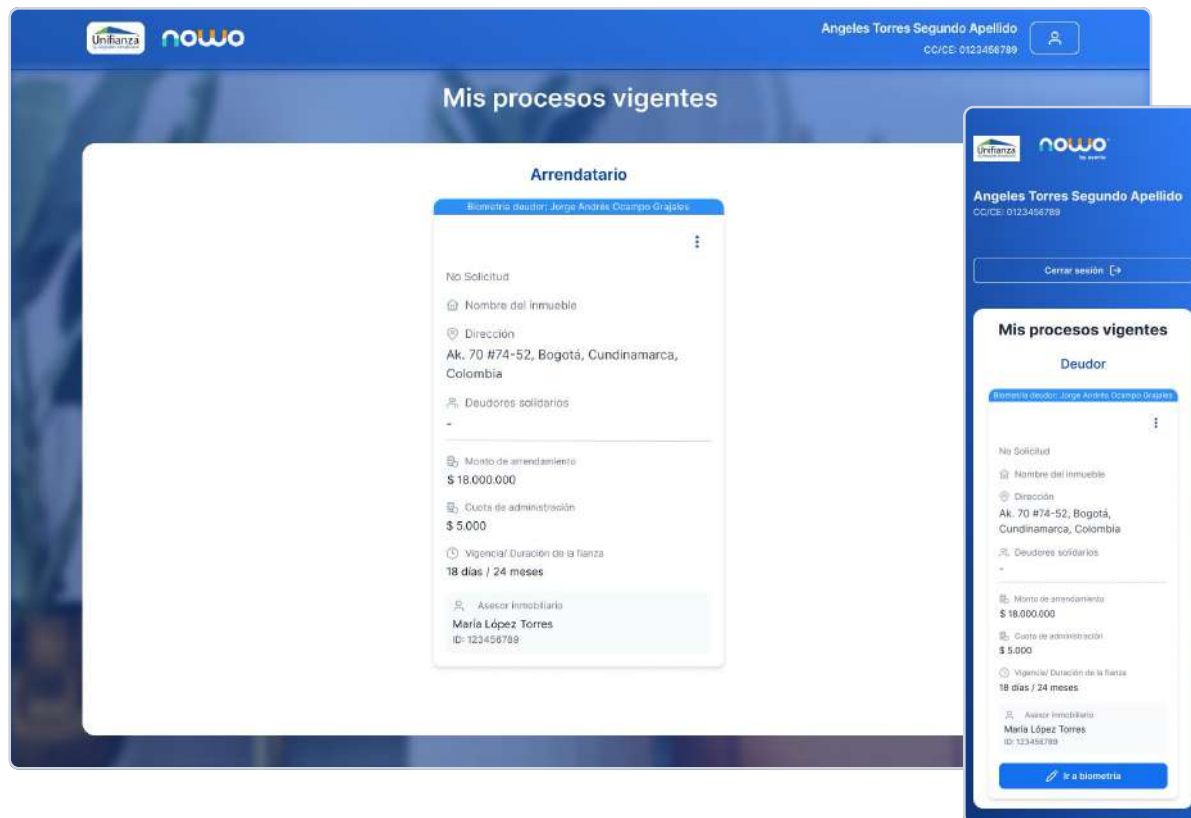 Unifianza
nowo
Angeles Torres Segundo Apellido
CC/CE: 0123456789
Mis procesos vigentes
Arrendatario
Biometría deudor: Jorge Andrés Ocampo Grajales
No Solicitud
Nombre del inmueble
Dirección
Ak. 70 #74-52, Bogotá, Cundinamarca,
Colombia
Deudores solidarios
-
Monto de arrendamiento
$ 18.000.000
Cuota de administración
$ 5.000
Vigencia/ Duración de la fianza
18 días / 24 meses
Asesor inmobiliario
María López Torres
ID: 123456789
Unifianza
nowo
Angeles Torres Segundo Apellido
CC/CE: 0123456789
Cerrar sesión
Mis procesos vigentes
Deudor
Biometría deudor: Jorge Andrés Ocampo Grajales
No Solicitud
Nombre del inmueble
Dirección
Ak. 70 #74-52, Bogotá,
Cundinamarca, Colombia
Deudores solidarios
-
Monto de arrendamiento
$ 18.000.000
Cuota de administración
$ 5.000
Vigencia/ Duración de la fianza
18 días / 24 meses
Asesor inmobiliario
María López Torres
ID: 123456789
Ir a biometría